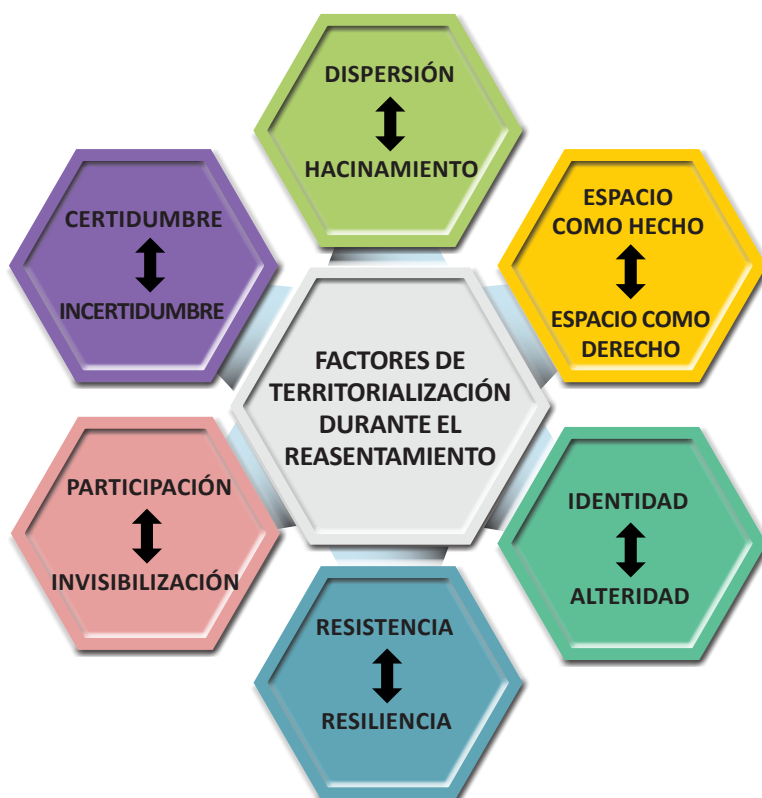 DISPERSIÓN
HACINAMIENTO
ESPACIO
COMO HECHO
ESPACIO COMO
DERECHO
CERTIDUMBRE
INCERTIDUMBRE
FACTORES DE
TERRITORIALIZACIÓN
DURANTE EL
REASENTAMIENTO
PARTICIPACIÓN
INVISIBILIZACIÓN
IDENTIDAD
ALTERIDAD
RESISTENCIA
RESILIENCIA